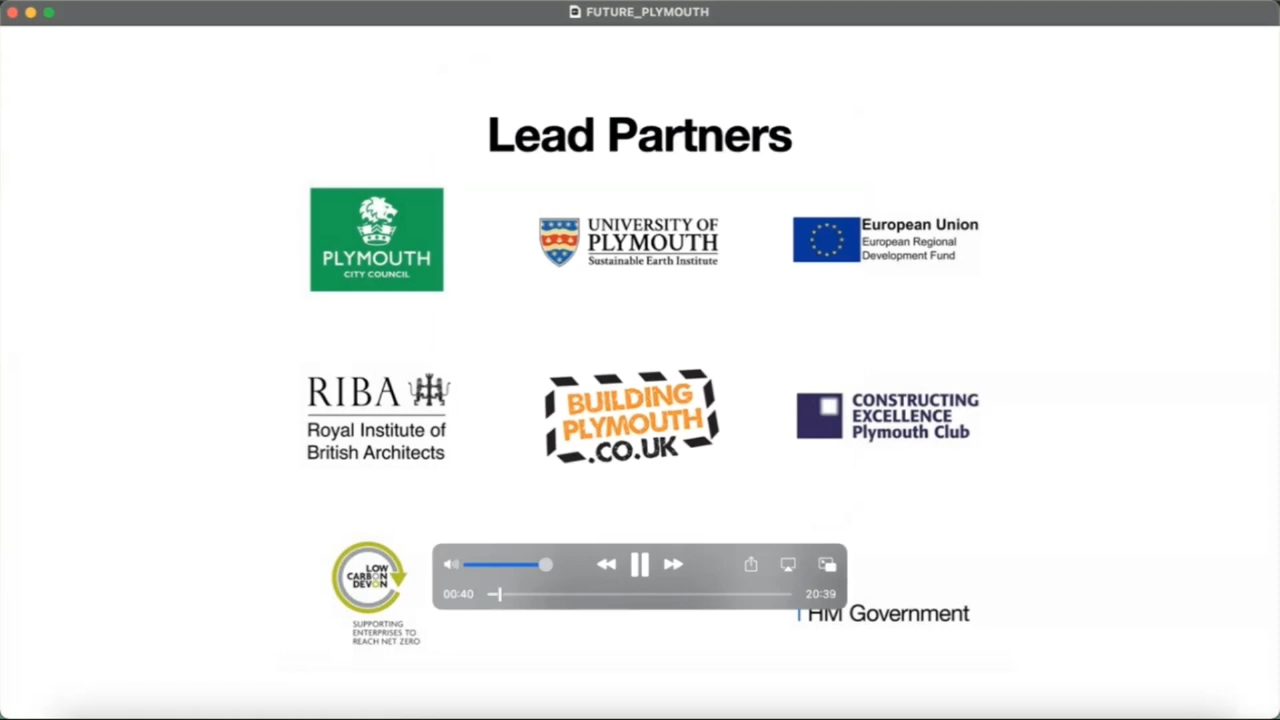 FUTURE_PLYMOUTH
Lead Partners
PLYMOUTH
CITY COUNCIL
UNIVERSITY OF
PLYMOUTH
Sustainable Earth Institute
European Union
European Regional
Development Fund
RIBA
Royal Institute of
British Architects
BUILDING
PLYMOUTH
.CO.UK
CONSTRUCTING
EXCELLENCE
Plymouth Club
LOW
CARBON
DEVON
SUPPORTING
ENTERPRISES TO
REACH NET ZERO
00:40
20:39
HM Government